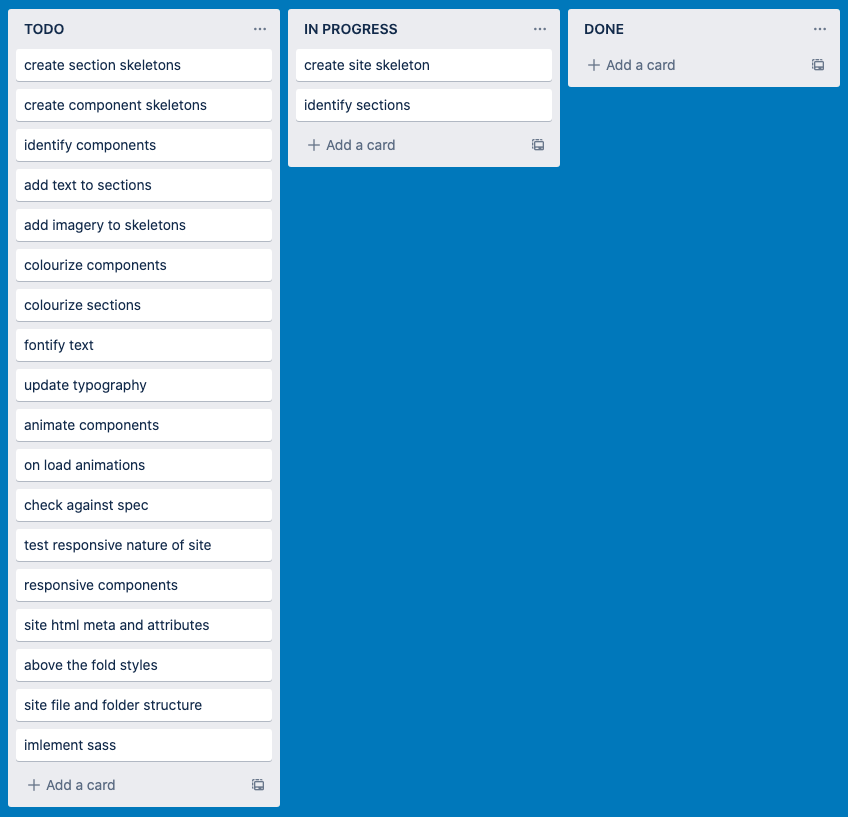 TODO
create section skeletons
create component skeletons
identify components
add text to sections
add imagery to skeletons
colourize components
colourize sections
fontify text
update typography
animate components
on load animations
check against spec
test responsive nature of site
responsive components
site html meta and attributes
above the fold styles
site file and folder structure
imlement sass
Add a card
IN PROGRESS
create site skeleton
identify sections
Add a card
DONE
Add a card